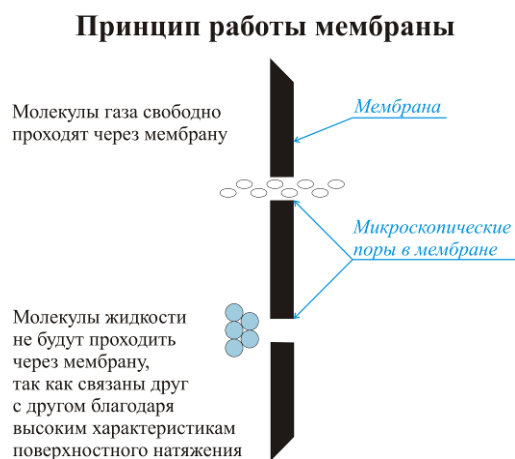 Принцип работы мембраны
Молекулы газа свободно
проходят через мембрану
Мембрана
Микроскопические
поры в мембране
Молекулы жидкости
не будут проходить
через мембрану,
так как связаны друг
с другом благодаря
высоким характеристикам
поверхностного натяжения